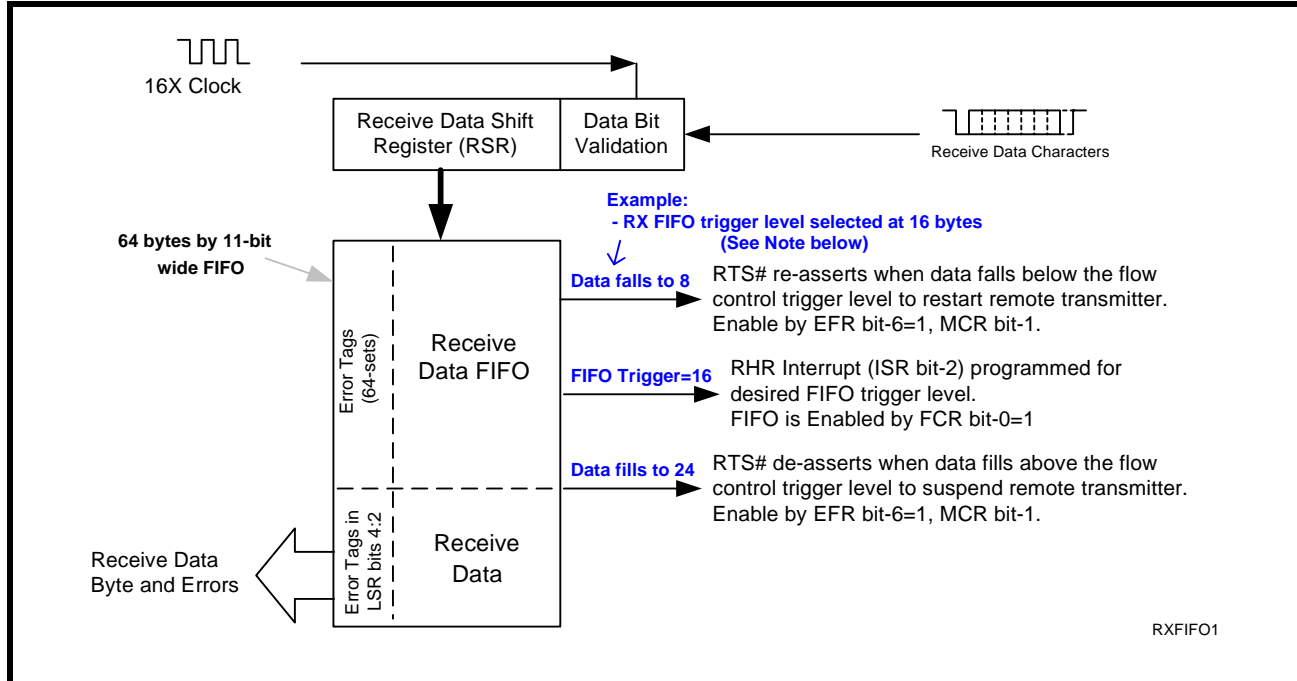 16X Clock
Receive Data Shift
Register (RSR)
Data Bit
Validation
Receive Data Characters
Example:
- RX FIFO trigger level selected at 16 bytes
(See Note below)
64 bytes by 11-bit
wide FIFO
Error Tags
(64-sets)
Receive
Data FIFO
Data falls to 8
RTS# re-asserts when data falls below the flow
control trigger level to restart remote transmitter.
Enable by EFR bit-6=1, MCR bit-1.
FIFO Trigger=16
RHR Interrupt (ISR bit-2) programmed for
desired FIFO trigger level.
FIFO is Enabled by FCR bit-0=1
Data fills to 24
RTS# de-asserts when data fills above the flow
control trigger level to suspend remote transmitter.
Enable by EFR bit-6=1, MCR bit-1.
Receive Data
Byte and Errors
Error Tags in
LSR bits 4:2
Receive
Data
RXFIFO1